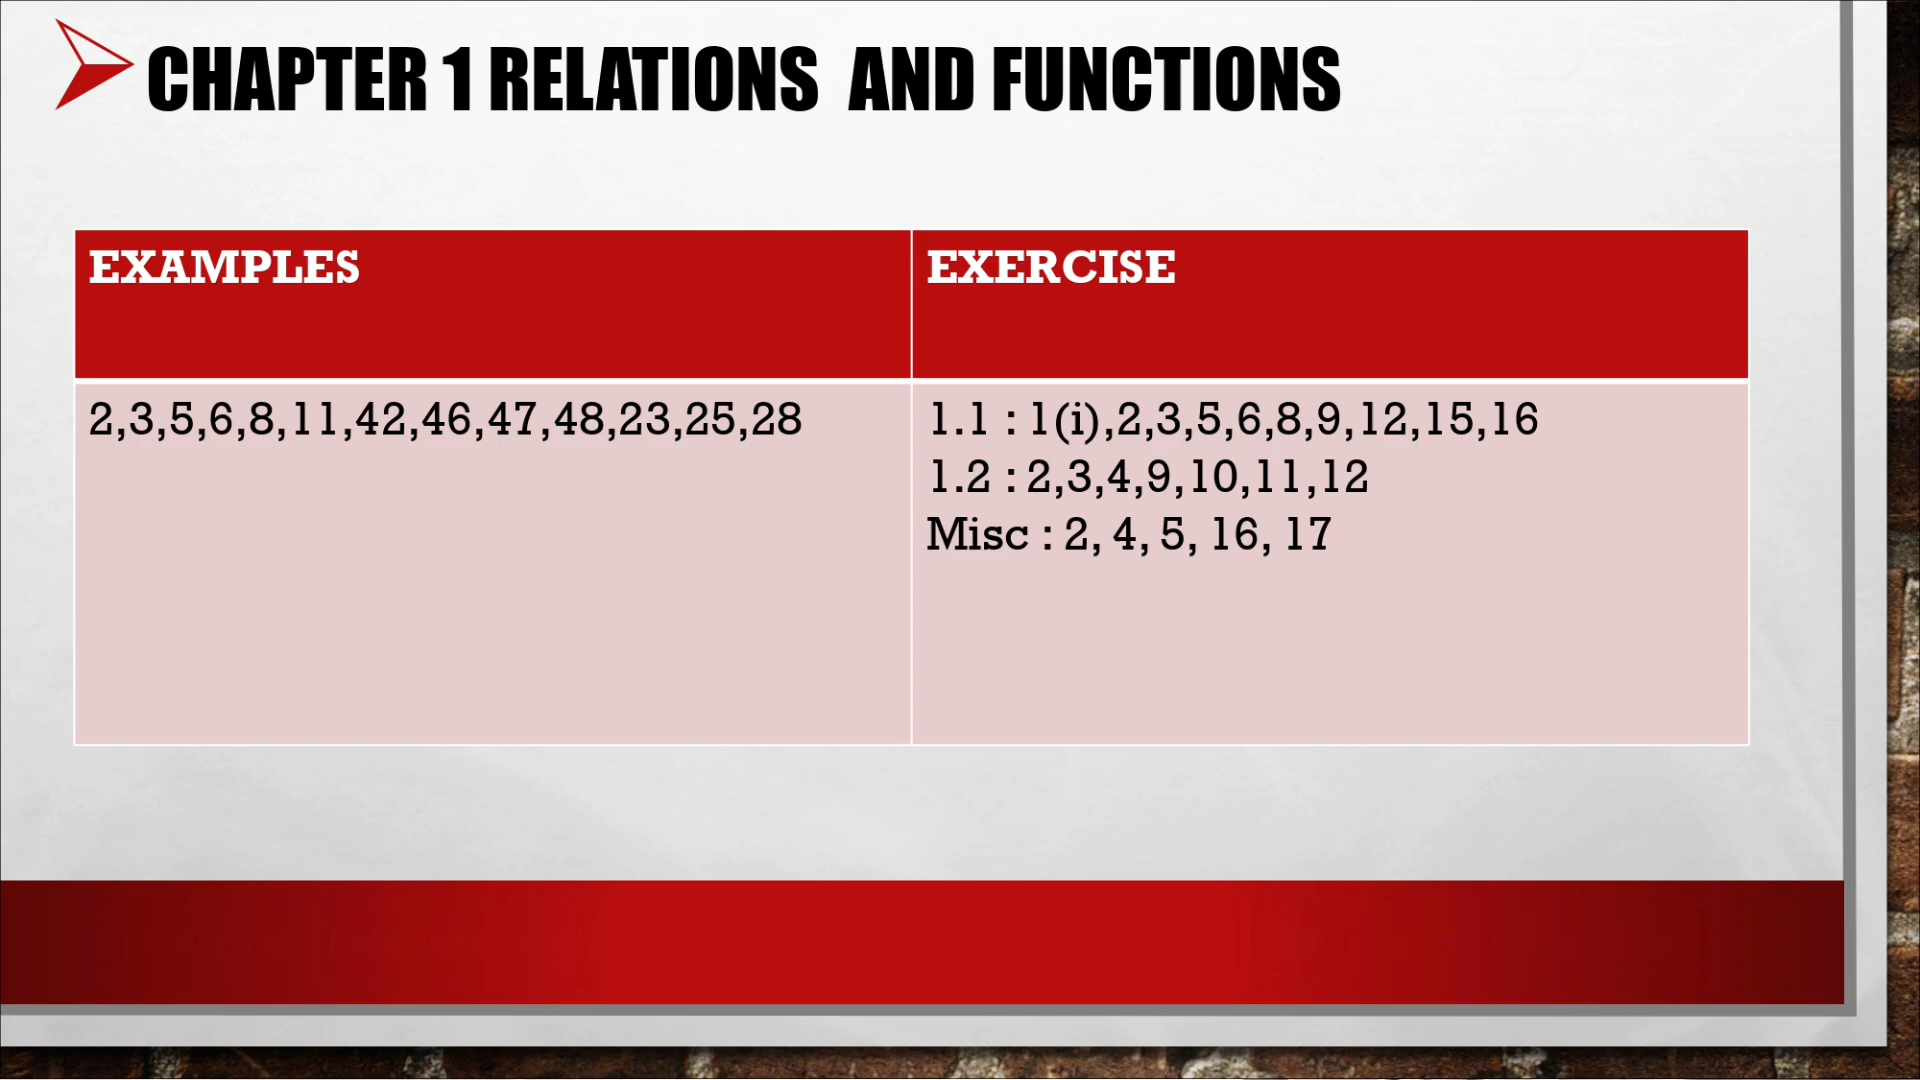 CHAPTER 1 RELATIONS AND FUNCTIONS
EXAMPLES
EXERCISE
2,3,5,6,8,11,42,46,47,48,23,25,28
1.1 : 1(i),2,3,5,6,8,9,12,15,16
1.2 : 2,3,4,9,10,11,12
Misc : 2, 4, 5, 16, 17